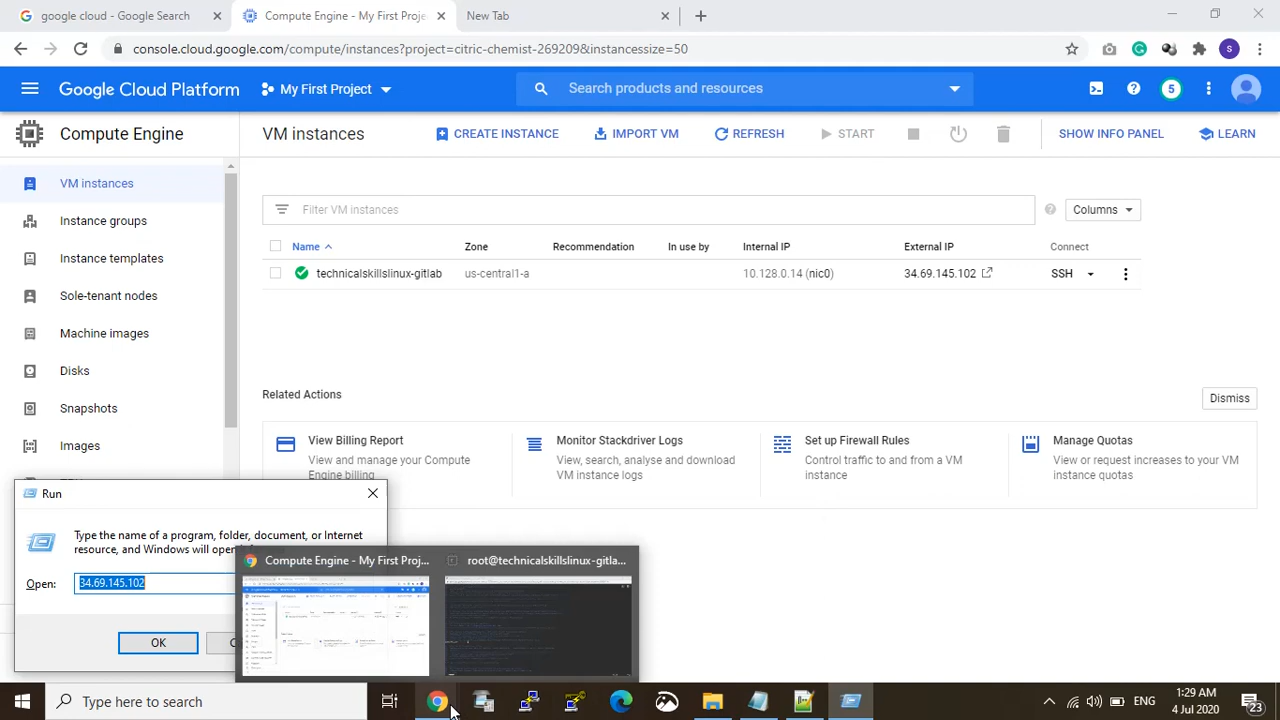 google cloud - Google Search
Compute Engine - My First Proje
New Tab
console.cloud.google.com/compute/instances?project=citric-chemist-269209&instancessize=50
S
Google Cloud Platform
My First Project
Search products and resources
5
Compute Engine
VM instances
CREATE INSTANCE
IMPORT VM
REFRESH
START
SHOW INFO PANEL
LEARN
VM instances
Instance groups
Instance templates
Sole-tenant nodes
Machine images
Disks
Snapshots
Images
Filter VM instances
Columns
Name
Zone
Recommendation
In use by
Internal IP
External IP
Connect
technicalskillslinux-gitlab
us-central1-a
10.128.0.14 (nic0)
34.69.145.102
SSH
Related Actions
Dismiss
View Billing Report
View and manage your Compute
Engine billing
Monitor Stackdriver Logs
View, search, analyse and download
VM instance logs
Set up Firewall Rules
Control traffic to and from a VM
instance
Manage Quotas
View or request increases to your VM
instance quotas
Run
Type the name of a program, folder, document, or Internet
resource, and Windows will open
Open:
34.69.145.102
OK
C
Compute Engine - My First Proj...
root@technicalskillslinux-gitla...
Type here to search
ENG
1:29 AM
4 Jul 2020
23